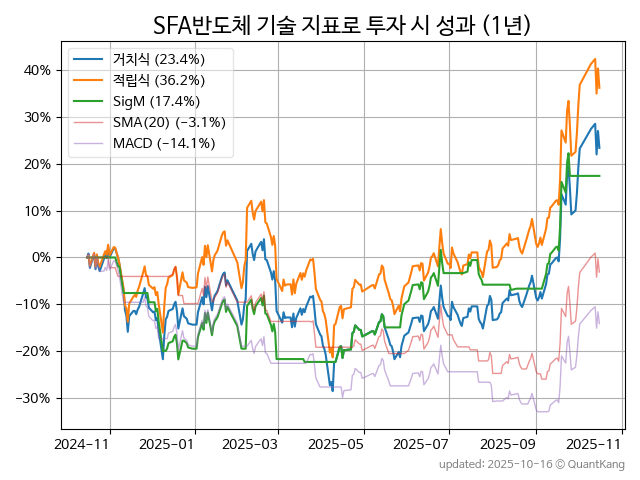 SFA반도체 기술 지표로 투자 시 성과 (1년)
거치식 (23.4%)
적립식 (36.2%)
SigM (17.4%)
SMA(20) (−3.1%)
MACD (−14.1%)
40%
30%
20%
10%
0%
−10%
−20%
−30%
2024−11 2025−01 2025−03 2025−05 2025−07 2025−09 2025−11
updated: 2025-10-16 © QuantKang